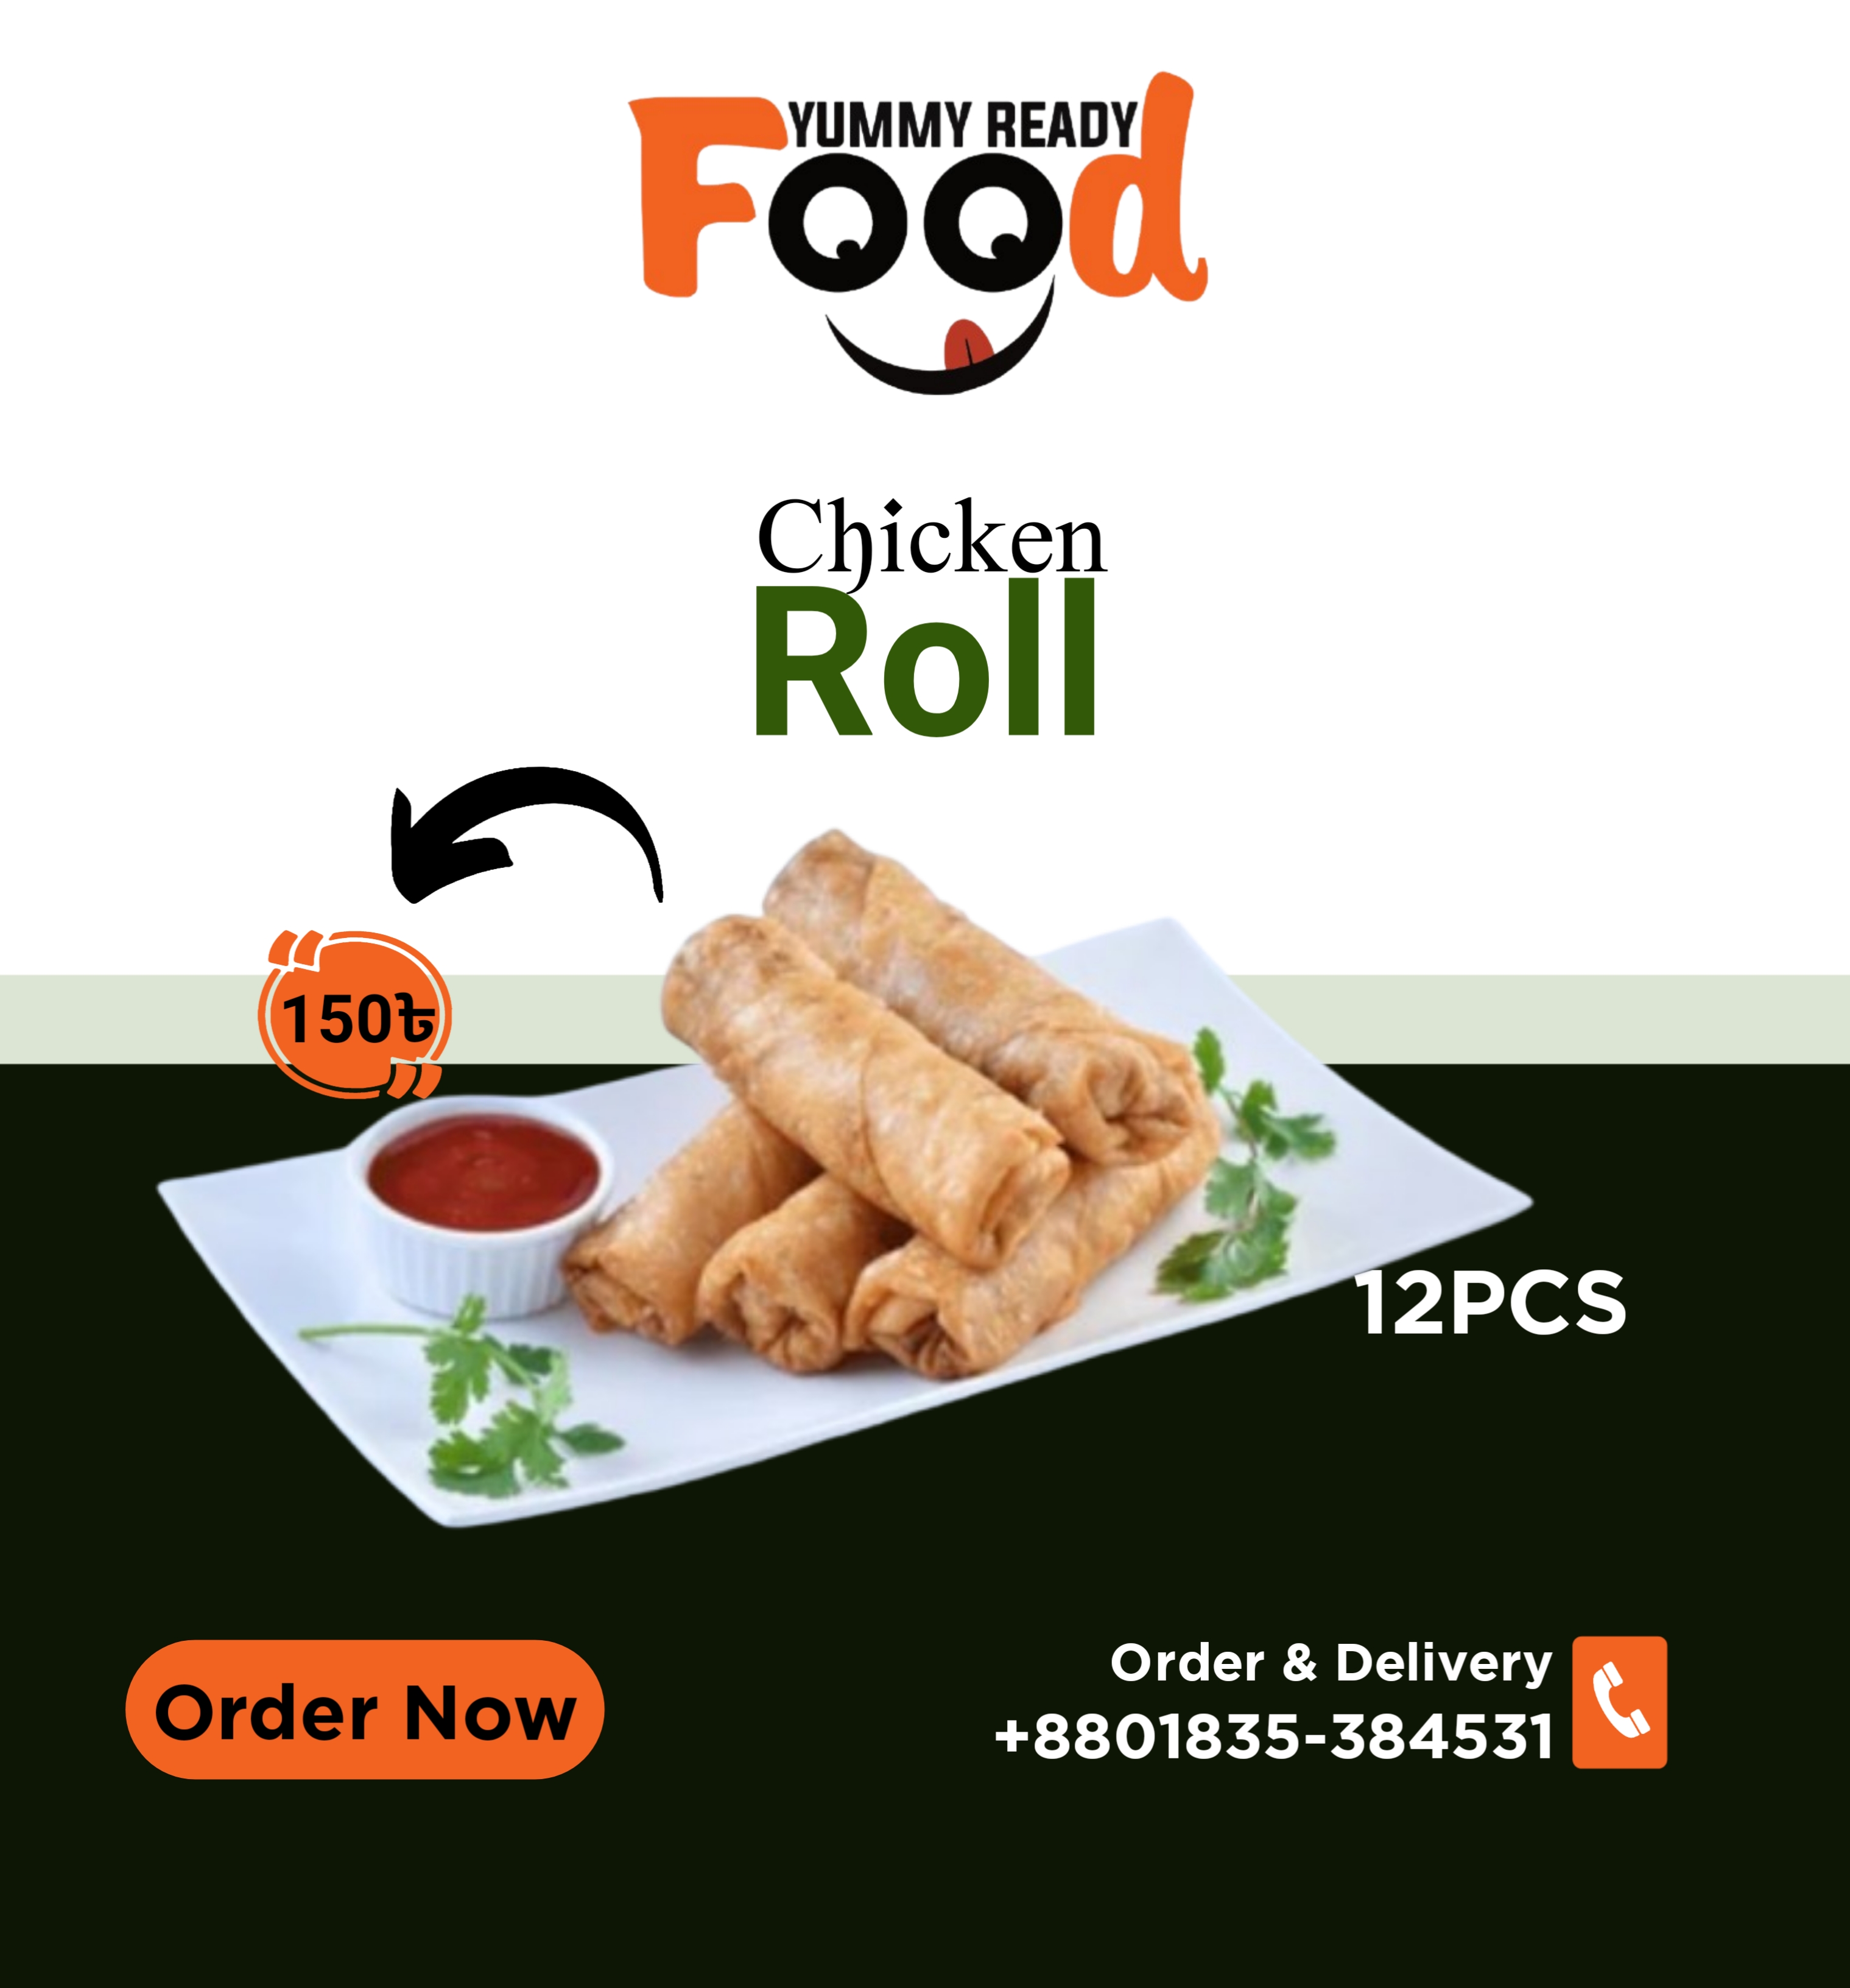 YUMMY READY
Food
Chicken
Roll
150৳
12PCS
Order Now
Order & Delivery
+8801835-384531